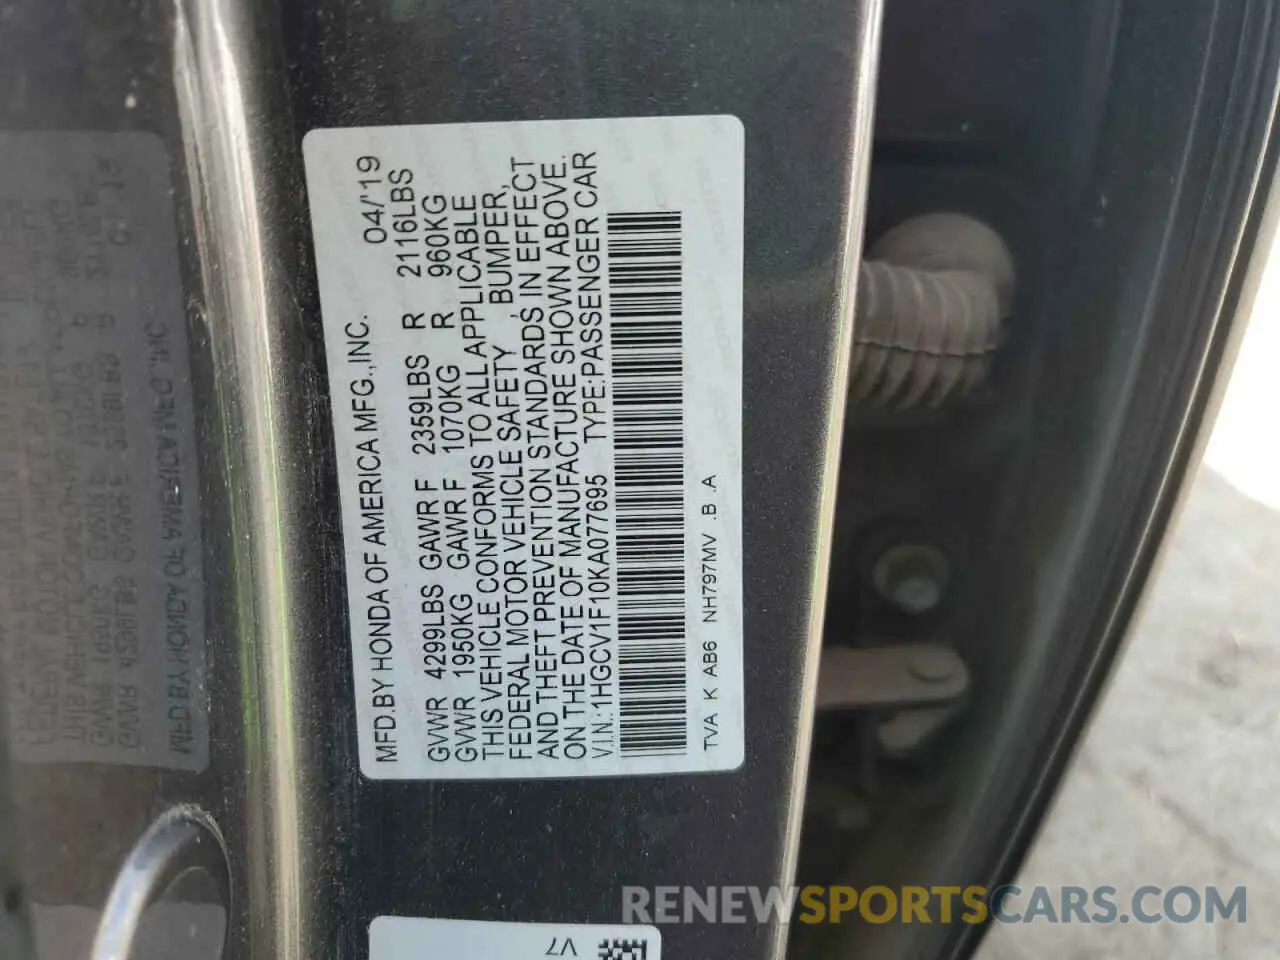 MFD.BY HONDA OF AMERICA MFG.,INC. 04/'19
GVWR 4299LBS GAWR F 2359LBS R 2116LBS
GVWR 1950KG GAWR F 1070KG R 960KG
THIS VEHICLE CONFORMS TO ALL APPLICABLE
FEDERAL MOTOR VEHICLE SAFETY, BUMPER,
AND THEFT PREVENTION STANDARDS IN EFFECT
ON THE DATE OF MANUFACTURE SHOWN ABOVE.
V.I.N.:1HGCV1F10KA077695 TYPE:PASSENGER CAR
TVA K AB6 NH797MV .B .A
V7
RENEWSPORTSCARS.COM